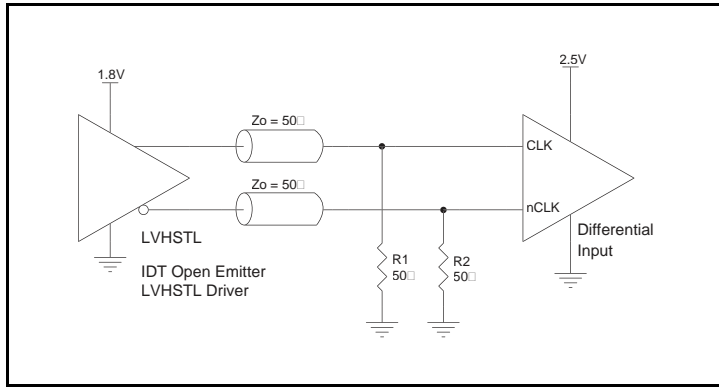 1.8V
2.5V
Zo = 50□
CLK
Zo = 50□
nCLK
LVHSTL
Differential
Input
R1
50□
R2
50□
IDT Open Emitter
LVHSTL Driver